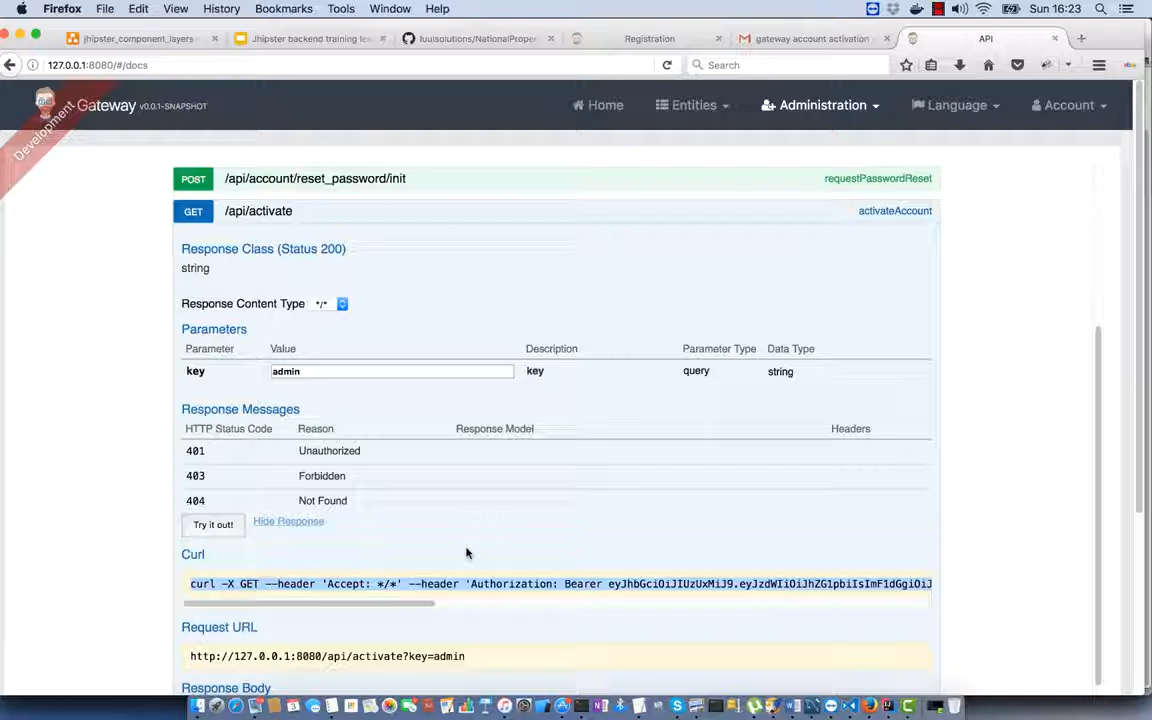 Firefox File Edit View History Bookmarks Tools Window Help Sun 16:23
jhipster_component_layers Jhipster backend training le luuisolutions/NationalProper Registration gateway account activation API
127.0.0.1:8080/#/docs Search
Development
Gateway v0.0.1-SNAPSHOT Home Entities Administration Language Account
POST /api/account/reset_password/init requestPasswordReset
GET /api/activate activateAccount
Response Class (Status 200)
string
Response Content Type */*
Parameters
Parameter Value Description Parameter Type Data Type
key admin key query string
Response Messages
HTTP Status Code Reason Response Model Headers
401 Unauthorized
403 Forbidden
404 Not Found
Try it out! Hide Response
Curl
curl -X GET --header 'Accept: */*' --header 'Authorization: Bearer eyJhbGciOiJIUzUxMiJ9.eyJzdWIiOiJhZG1pbiIsImF1dGgiOiJ
Request URL
http://127.0.0.1:8080/api/activate?key=admin
Response Body